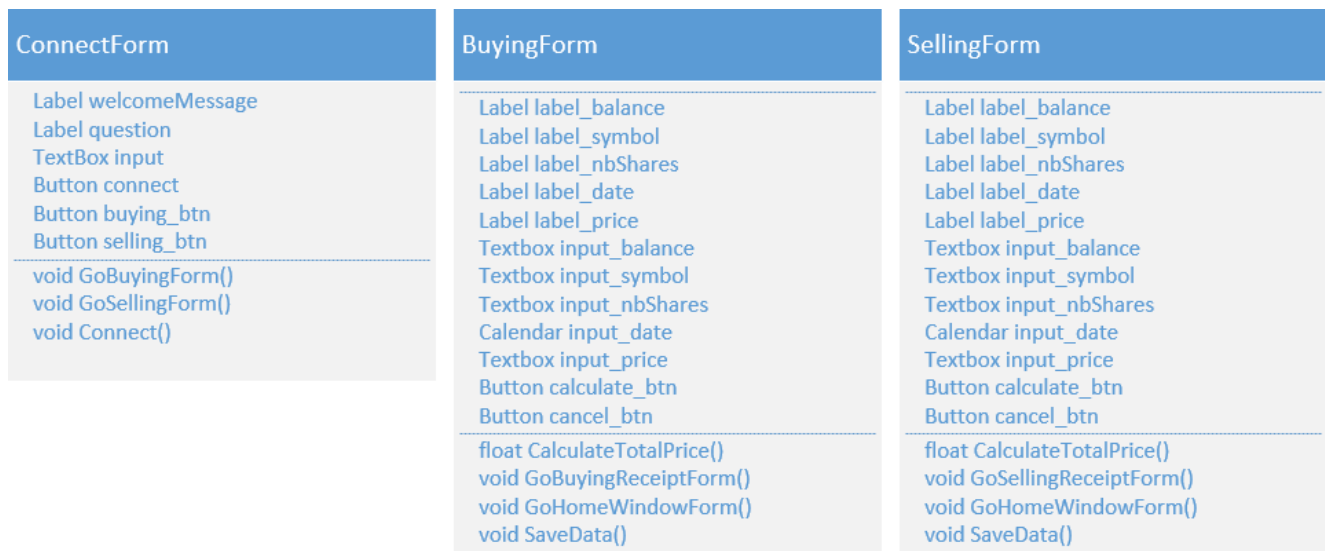 ConnectForm
Label welcomeMessage
Label question
TextBox input
Button connect
Button buying_btn
Button selling_btn
void GoBuyingForm()
void GoSellingForm()
void Connect()
BuyingForm
Label label_balance
Label label_symbol
Label label_nbShares
Label label_date
Label label_price
Textbox input_balance
Textbox input_symbol
Textbox input_nbShares
Calendar input_date
Textbox input_price
Button calculate_btn
Button cancel_btn
float CalculateTotalPrice()
void GoBuyingReceiptForm()
void GoHomeWindowForm()
void SaveData()
SellingForm
Label label_balance
Label label_symbol
Label label_nbShares
Label label_date
Label label_price
Textbox input_balance
Textbox input_symbol
Textbox input_nbShares
Calendar input_date
Textbox input_price
Button calculate_btn
Button cancel_btn
float CalculateTotalPrice()
void GoSellingReceiptForm()
void GoHomeWindowForm()
void SaveData()